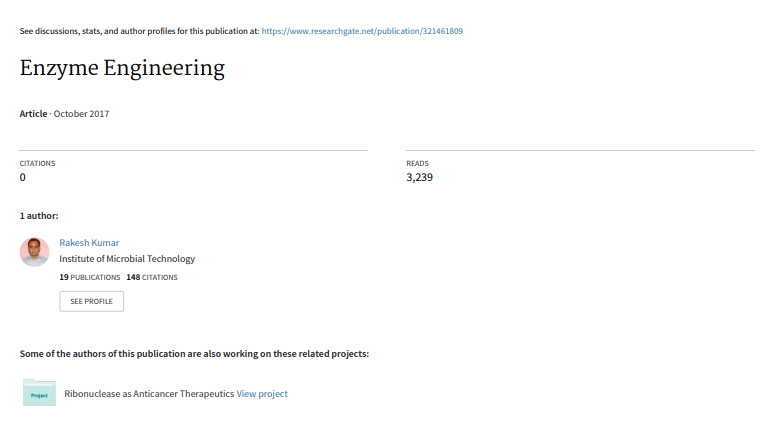 See discussions, stats, and author profiles for this publication at: https://www.researchgate.net/publication/321461809
Enzyme Engineering
Article · October 2017
CITATIONS
0
READS
3,239
1 author:
Rakesh Kumar
Institute of Microbial Technology
19 PUBLICATIONS 148 CITATIONS
SEE PROFILE
Some of the authors of this publication are also working on these related projects:
Project
Ribonuclease as Anticancer Therapeutics View project